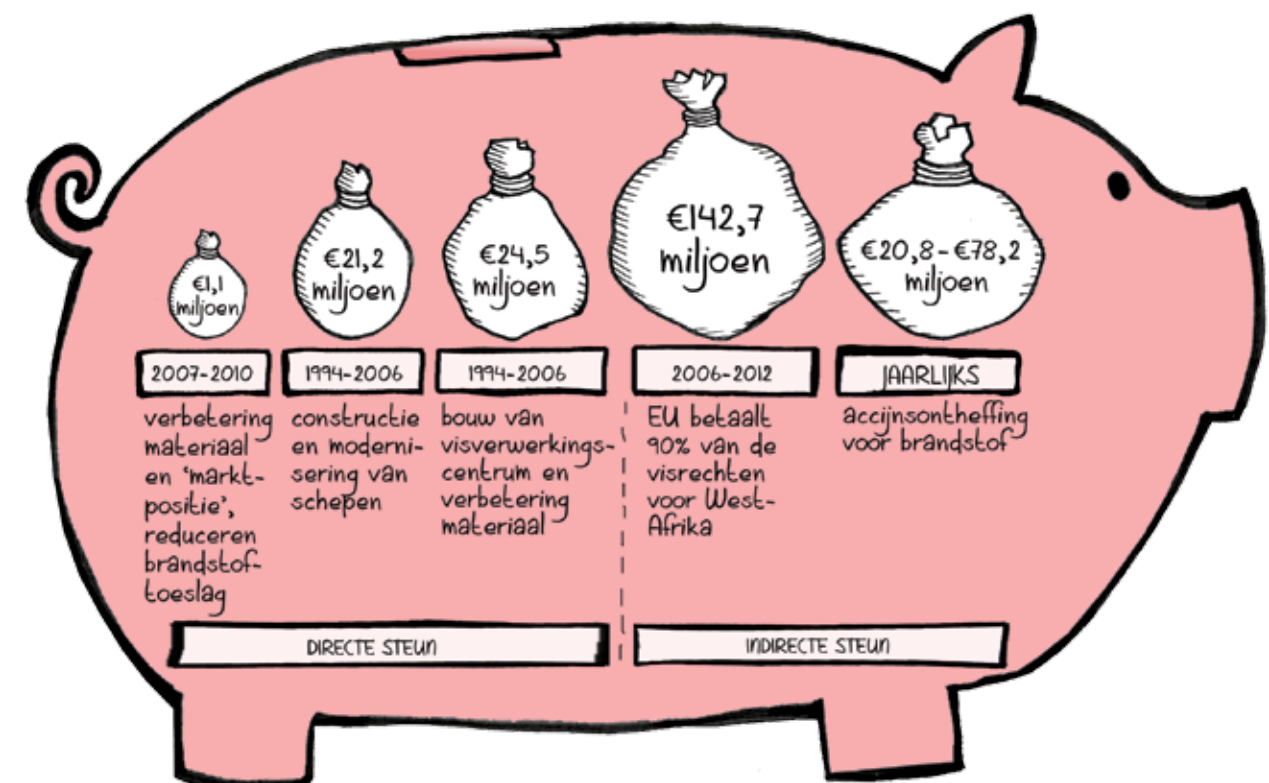 €1,1
miljoen
2007-2010
verbetering
materiaal
en 'markt-
positie',
reduceren
brandstof-
toeslag
€21,2
miljoen
1994-2006
constructie
en moderni-
sering van
schepen
€24,5
miljoen
1994-2006
bouw van
visverwerkings-
centrum en
verbetering
materiaal
DIRECTE STEUN
€142,7
miljoen
2006-2012
EU betaalt
90% van de
visrechten
voor West-
Afrika
€20,8-€78,2
miljoen
JAARLIJKS
accijnsontheffing
voor brandstof
INDIRECTE STEUN